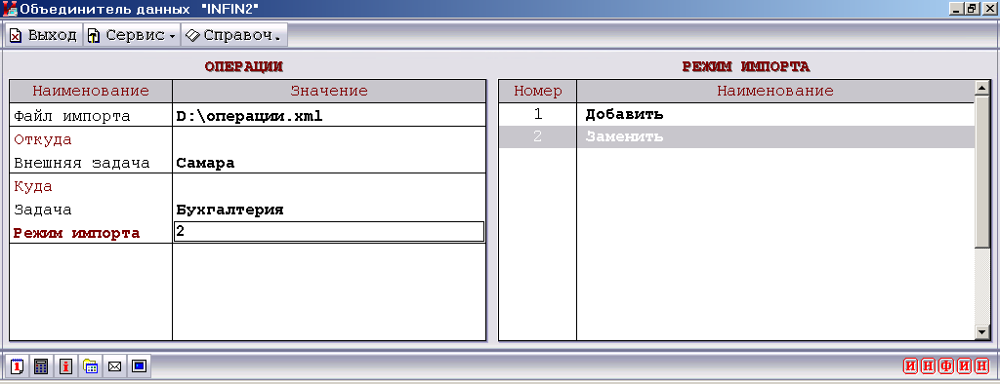 Объединитель данных "INFIN2"
Выход Сервис Справоч.
ОПЕРАЦИИ
Наименование Значение
Файл импорта D:\операции.xml
Откуда
Внешняя задача Самара
Куда
Задача Бухгалтерия
Режим импорта 2
РЕЖИМ ИМПОРТА
Номер Наименование
1 Добавить
2 Заменить
ИНФИН